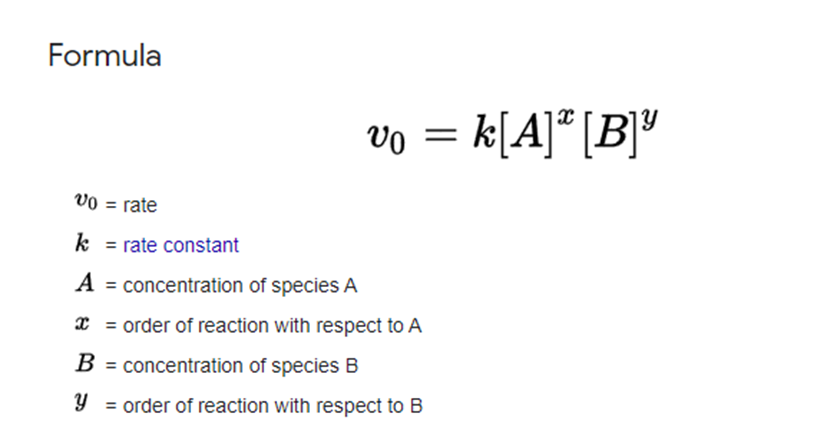 Formula
v₀ = k[A]ˣ[B]ʸ
v₀ = rate
k = rate constant
A = concentration of species A
x = order of reaction with respect to A
B = concentration of species B
y = order of reaction with respect to B